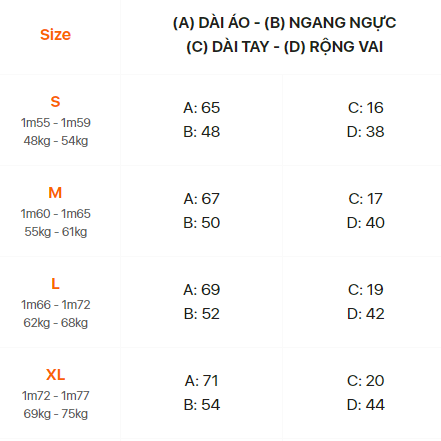 Size
(A) DÀI ÁO - (B) NGANG NGỰC
(C) DÀI TAY - (D) RỘNG VAI
S
1m55 - 1m59
48kg - 54kg
A: 65
B: 48
C: 16
D: 38
M
1m60 - 1m65
55kg - 61kg
A: 67
B: 50
C: 17
D: 40
L
1m66 - 1m72
62kg - 68kg
A: 69
B: 52
C: 19
D: 42
XL
1m72 - 1m77
69kg - 75kg
A: 71
B: 54
C: 20
D: 44